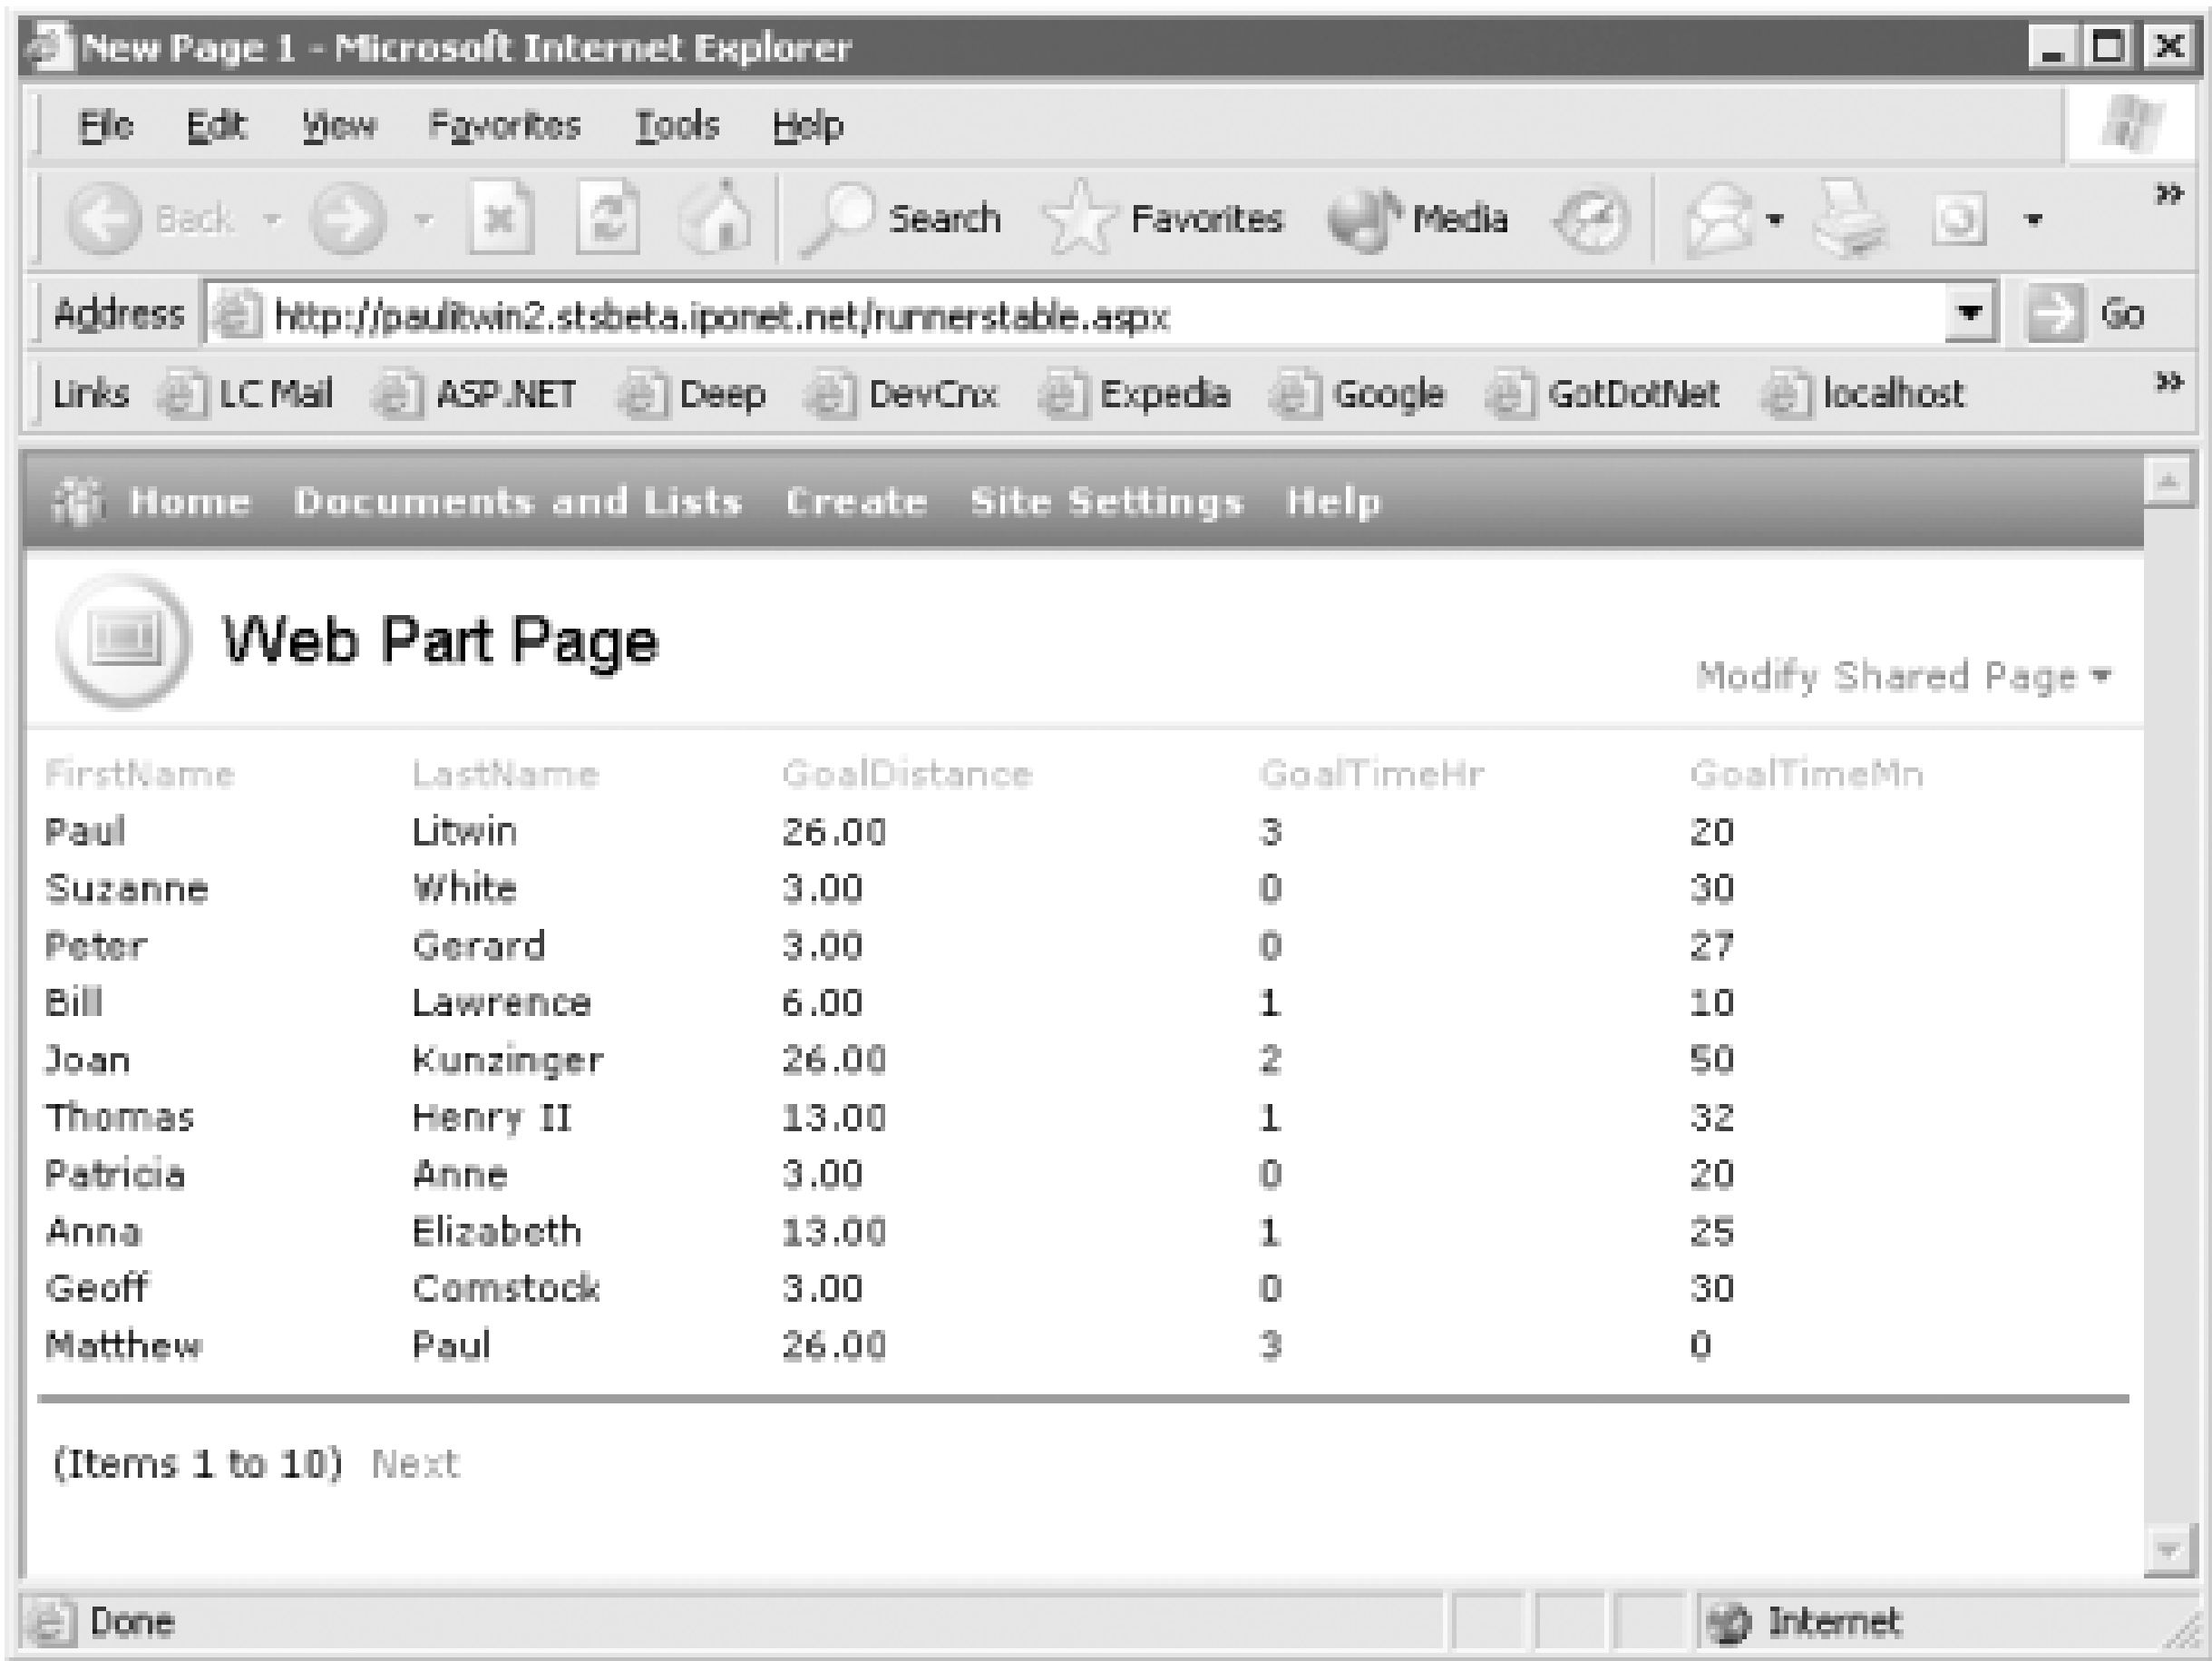 New Page 1 - Microsoft Internet Explorer
File Edit View Favorites Tools Help
Back Search Favorites Media »
Address http://paulitwin2.stsbeta.iponet.net/runnerstable.aspx Go
Links LC Mail ASP.NET Deep DevCnx Expedia Google GotDotNet localhost »
Home Documents and Lists Create Site Settings Help
Web Part Page
Modify Shared Page
FirstName LastName GoalDistance GoalTimeHr GoalTimeMn
Paul Litwin 26.00 3 20
Suzanne White 3.00 0 30
Peter Gerard 3.00 0 27
Bill Lawrence 6.00 1 10
Joan Kunzinger 26.00 2 50
Thomas Henry II 13.00 1 32
Patricia Anne 3.00 0 20
Anna Elizabeth 13.00 1 25
Geoff Comstock 3.00 0 30
Matthew Paul 26.00 3 0
(Items 1 to 10) Next
Done Internet